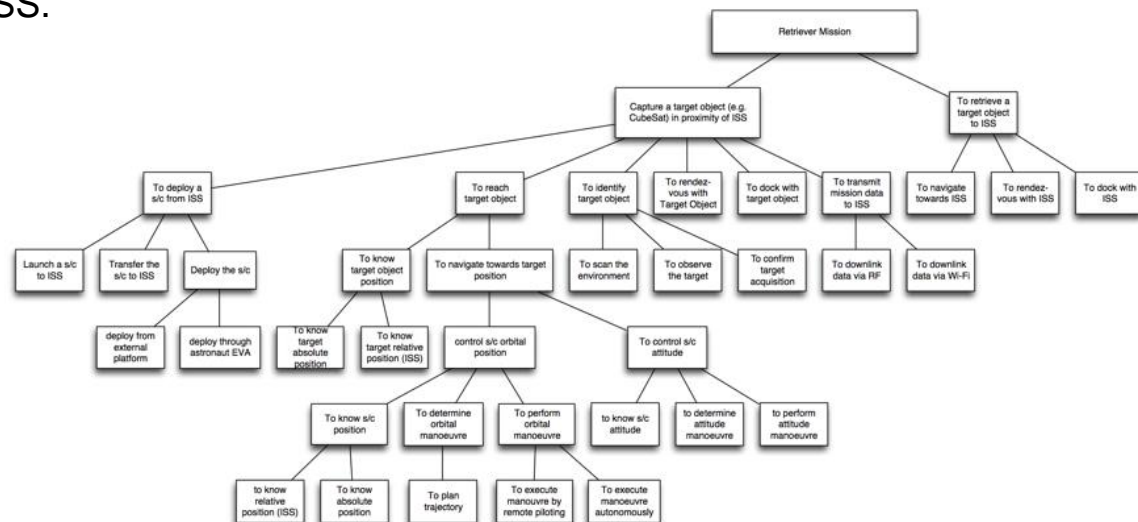 SS.
Retriever Mission
Capture a target object (e.g.
CubeSat) in proximity of ISS
To retrieve a
target object
to ISS
To deploy a
s/c from ISS
To reach
target object
To identify
target object
To rendez-
vous with
Target Object
To dock with
target object
To transmit
mission data
to ISS
To navigate
towards ISS
To rendez-
vous with ISS
To dock with
ISS
Launch a s/c
to ISS
Transfer the
s/c to ISS
Deploy the s/c
To know
target object
position
To navigate towards target
position
To scan the
environment
To observe
the target
To confirm
target
acquisition
To downlink
data via RF
To downlink
data via Wi-Fi
deploy from
external
platform
deploy through
astronaut EVA
To know
target
absolute
position
To know
target relative
position (ISS)
control s/c orbital
position
To control s/c
attitude
To know s/c
position
To determine
orbital
manoeuvre
To perform
orbital
manoeuvre
to know s/c
attitude
to determine
attitude
manoeuvre
to perform
attitude
manoeuvre
to know
relative
position (ISS)
To know
absolute
position
To plan
trajectory
To execute
manouvre by
remote piloting
To execute
manoeuvre
autonomously